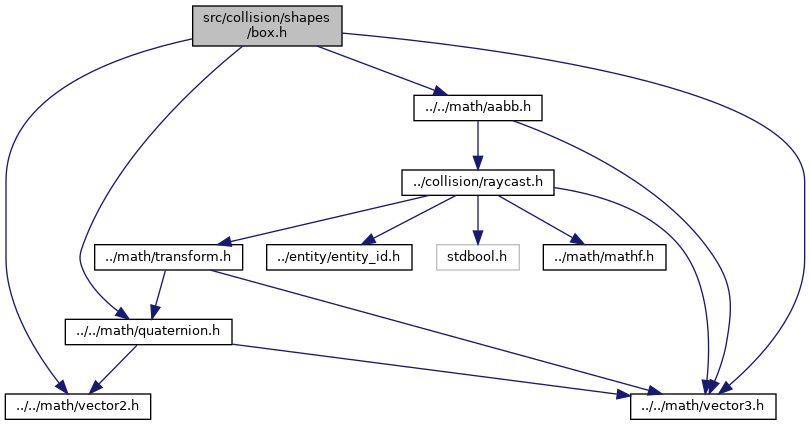 src/collision/shapes
/box.h
../../math/aabb.h
../collision/raycast.h
../math/transform.h
../entity/entity_id.h
stdbool.h
../math/mathf.h
../../math/quaternion.h
../../math/vector2.h
../../math/vector3.h